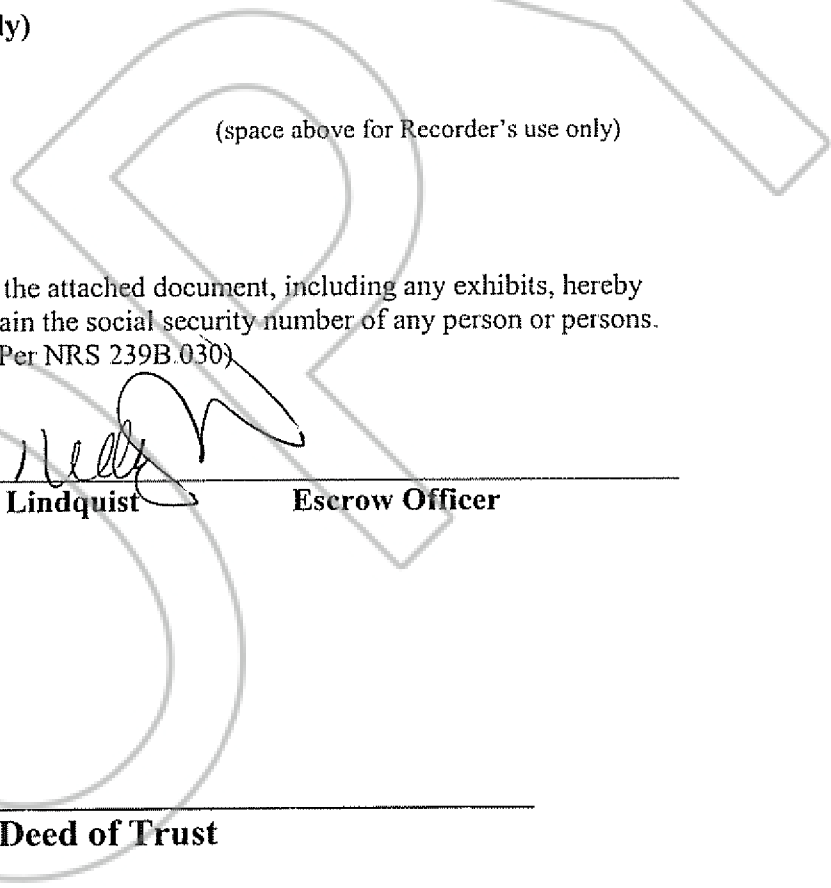 ly)
(space above for Recorder's use only)
the attached document, including any exhibits, hereby
ain the social security number of any person or persons.
Per NRS 239B.030)
Lindquist Escrow Officer
Deed of Trust